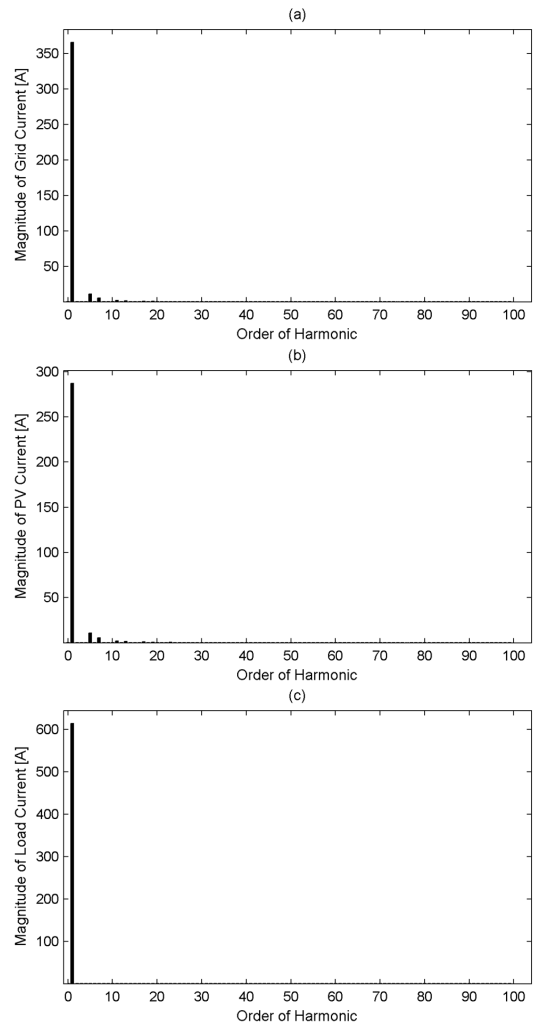 (a)
350
300
250
200
150
100
50
Magnitude of Grid Current [A]
0 10 20 30 40 50 60 70 80 90 100
Order of Harmonic
(b)
300
250
200
150
100
50
Magnitude of PV Current [A]
0 10 20 30 40 50 60 70 80 90 100
Order of Harmonic
(c)
600
500
400
300
200
100
Magnitude of Load Current [A]
0 10 20 30 40 50 60 70 80 90 100
Order of Harmonic